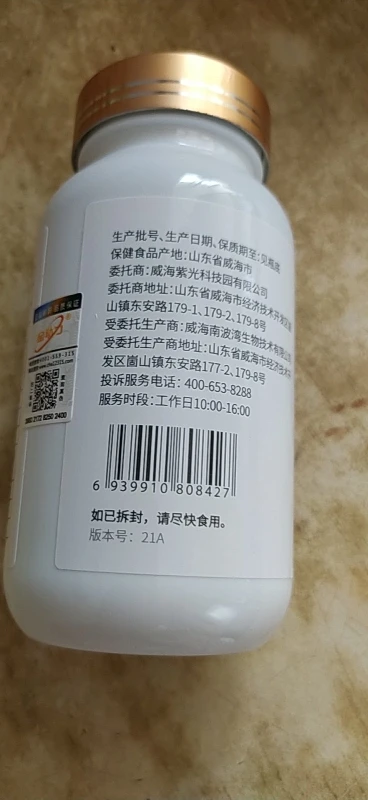 生产批号、生产日期、保质期至:见瓶底
保健食品产地:山东省威海市
委托商:威海紫光科技园有限公司
委托商地址:山东省威海市经济技术开发区崮
山镇东安路179-1、179-2、179-8号
受委托生产商:威海南波湾生物技术有限公司
受委托生产商地址:山东省威海市经济技术开
发区崮山镇东安路177-2、179-8号
投诉服务电话:400-653-8288
服务时段:工作日10:00-16:00
6 939910 808427
如已拆封,请尽快食用。
版本号:21A